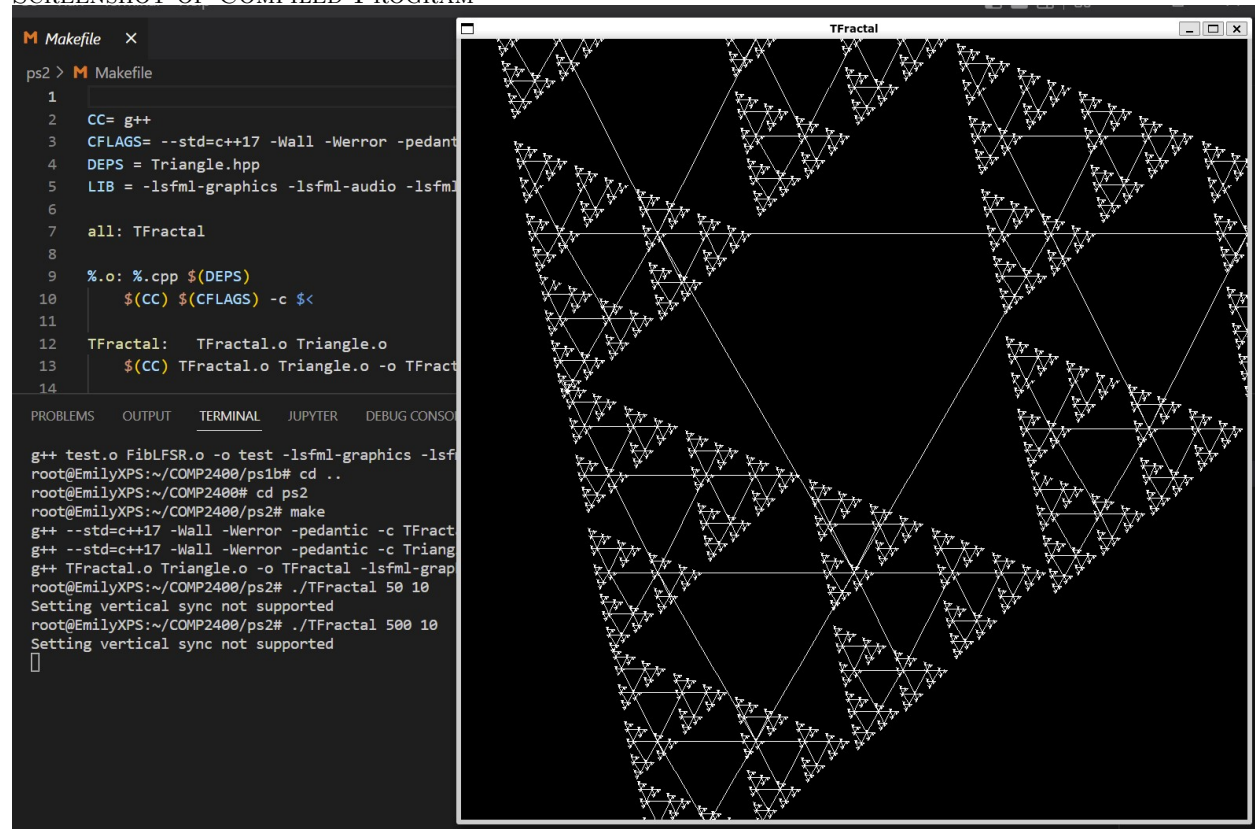 SCREENSHOT OF COMPILED PROGRAM
M Makefile ×
TFractal
ps2 > M Makefile
1
2 CC= g++
3 CFLAGS= --std=c++17 -Wall -Werror -pedant
4 DEPS = Triangle.hpp
5 LIB = -lsfml-graphics -lsfml-audio -lsfml
6
7 all: TFractal
8
9 %.o: %.cpp $(DEPS)
10 $(CC) $(CFLAGS) -c $<
11
12 TFractal: TFractal.o Triangle.o
13 $(CC) TFractal.o Triangle.o -o TFract
14
PROBLEMS OUTPUT TERMINAL JUPYTER DEBUG CONSO
g++ test.o FibLFSR.o -o test -lsfml-graphics -lsf
root@EmilyXPS:~/COMP2400/ps1b# cd ..
root@EmilyXPS:~/COMP2400# cd ps2
root@EmilyXPS:~/COMP2400/ps2# make
g++ --std=c++17 -Wall -Werror -pedantic -c TFract
g++ --std=c++17 -Wall -Werror -pedantic -c Triang
g++ TFractal.o Triangle.o -o TFractal -lsfml-grap
root@EmilyXPS:~/COMP2400/ps2# ./TFractal 50 10
Setting vertical sync not supported
root@EmilyXPS:~/COMP2400/ps2# ./TFractal 500 10
Setting vertical sync not supported